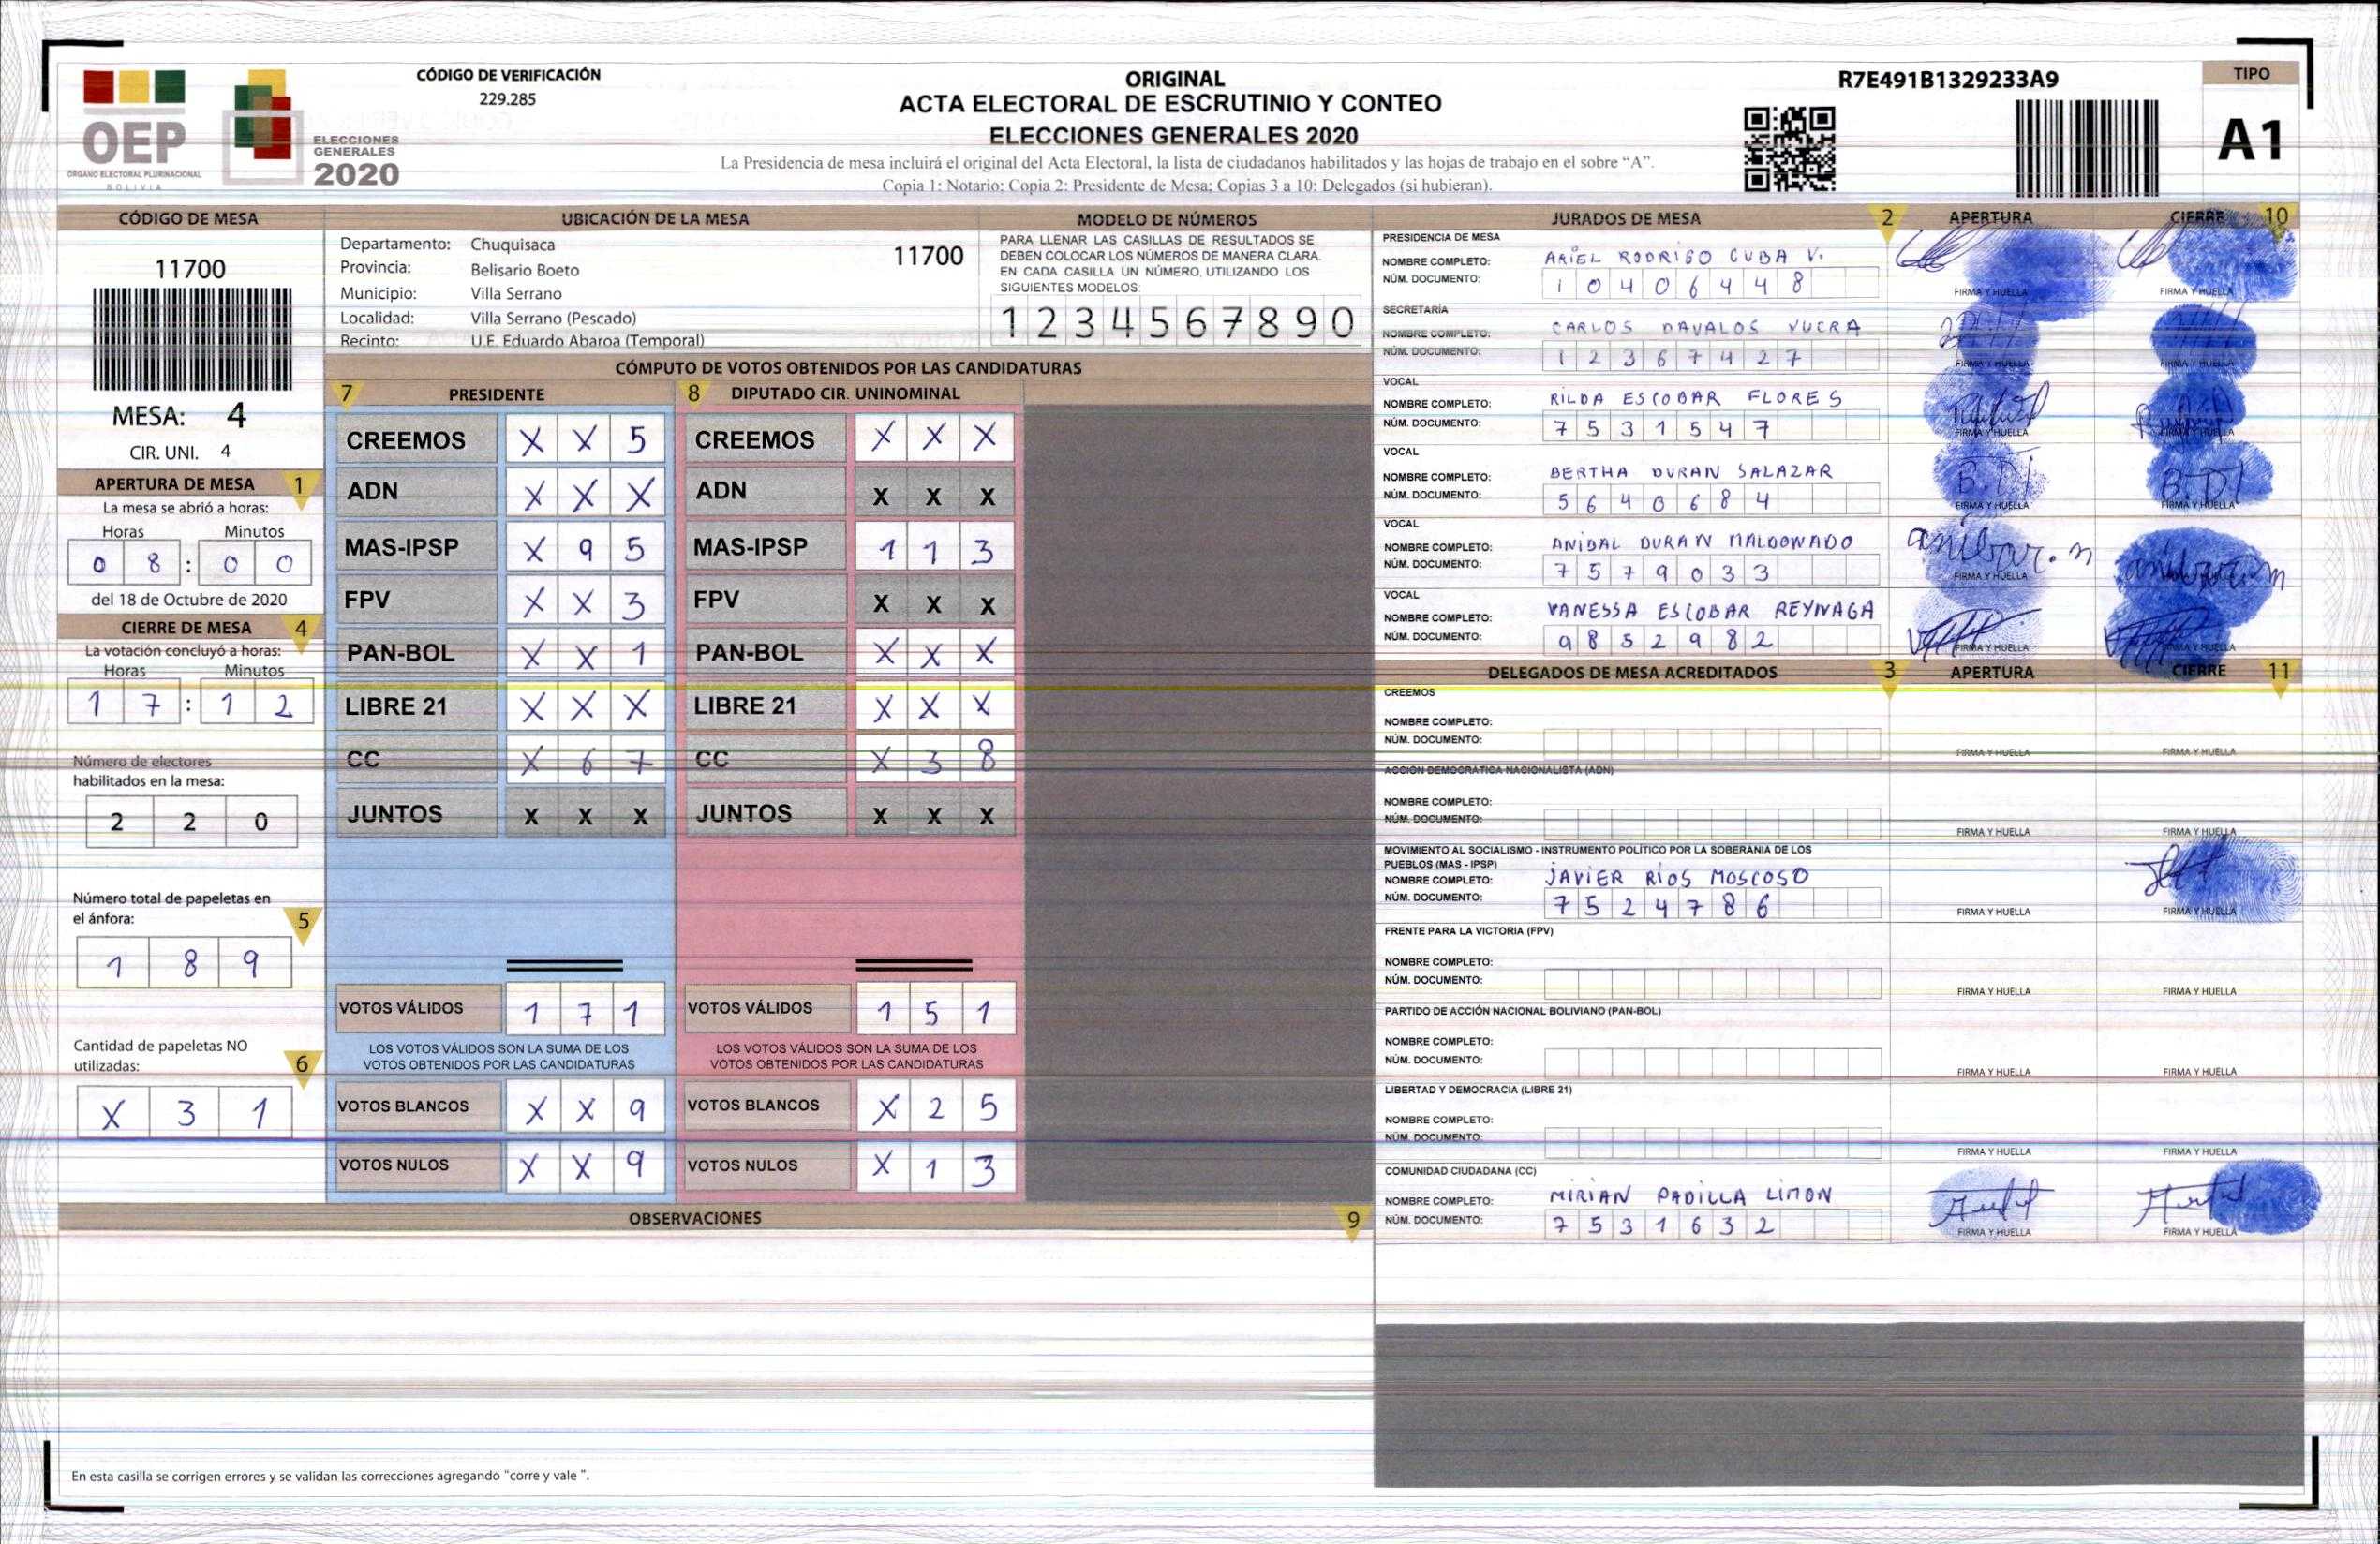 CÓDIGO DE VERIFICACIÓN
229.285
ORIGINAL
ACTA ELECTORAL DE ESCRUTINIO Y CONTEO
ELECCIONES GENERALES 2020
La Presidencia de mesa incluirá el original del Acta Electoral, la lista de ciudadanos habilitados y las hojas de trabajo en el sobre “A”.
Copia 1: Notario; Copia 2: Presidente de Mesa; Copias 3 a 10: Delegados (si hubieran).
R7E491B1329233A9
TIPO
A1
OEP
ÓRGANO ELECTORAL PLURINACIONAL
BOLIVIA
ELECCIONES
GENERALES
2020
CÓDIGO DE MESA
11700
MESA: 4
CIR. UNI. 4
APERTURA DE MESA 1
La mesa se abrió a horas:
Horas Minutos
0 8 : 0 0
del 18 de Octubre de 2020
CIERRE DE MESA 4
La votación concluyó a horas:
Horas Minutos
1 7 : 1 2
Número de electores
habilitados en la mesa:
2 2 0
Número total de papeletas en
el ánfora: 5
1 8 9
Cantidad de papeletas NO
utilizadas: 6
X 3 1
UBICACIÓN DE LA MESA
Departamento: Chuquisaca
11700
Provincia: Belisario Boeto
Municipio: Villa Serrano
Localidad: Villa Serrano (Pescado)
Recinto: U.E. Eduardo Abaroa (Temporal)
MODELO DE NÚMEROS
PARA LLENAR LAS CASILLAS DE RESULTADOS SE
DEBEN COLOCAR LOS NÚMEROS DE MANERA CLARA.
EN CADA CASILLA UN NÚMERO, UTILIZANDO LOS
SIGUIENTES MODELOS:
1 2 3 4 5 6 7 8 9 0
CÓMPUTO DE VOTOS OBTENIDOS POR LAS CANDIDATURAS
7 PRESIDENTE 8 DIPUTADO CIR. UNINOMINAL
CREEMOS X X 5 CREEMOS X X X
ADN X X X ADN X X X
MAS-IPSP X 9 5 MAS-IPSP 1 1 3
FPV X X 3 FPV X X X
PAN-BOL X X 1 PAN-BOL X X X
LIBRE 21 X X X LIBRE 21 X X X
CC X 6 7 CC X 3 8
JUNTOS X X X JUNTOS X X X
VOTOS VÁLIDOS 1 7 1 VOTOS VÁLIDOS 1 5 1
LOS VOTOS VÁLIDOS SON LA SUMA DE LOS LOS VOTOS VÁLIDOS SON LA SUMA DE LOS
VOTOS OBTENIDOS POR LAS CANDIDATURAS VOTOS OBTENIDOS POR LAS CANDIDATURAS
VOTOS BLANCOS X X 9 VOTOS BLANCOS X 2 5
VOTOS NULOS X X 9 VOTOS NULOS X 1 3
OBSERVACIONES 9
En esta casilla se corrigen errores y se validan las correcciones agregando "corre y vale ".
JURADOS DE MESA 2 APERTURA CIERRE 10
PRESIDENCIA DE MESA
NOMBRE COMPLETO: ARIEL RODRIGO CUBA V.
NÚM. DOCUMENTO: 1 0 4 0 6 4 4 8
FIRMA Y HUELLA FIRMA Y HUELLA
SECRETARÍA
NOMBRE COMPLETO: CARLOS DAVALOS YUCRA
NÚM. DOCUMENTO: 1 2 3 6 7 4 2 7
FIRMA Y HUELLA FIRMA Y HUELLA
VOCAL
NOMBRE COMPLETO: RILDA ESCOBAR FLORES
NÚM. DOCUMENTO: 7 5 3 1 5 4 7
FIRMA Y HUELLA FIRMA Y HUELLA
VOCAL
NOMBRE COMPLETO: BERTHA DURAN SALAZAR
NÚM. DOCUMENTO: 5 6 4 0 6 8 4
B.D B.D
FIRMA Y HUELLA FIRMA Y HUELLA
VOCAL
NOMBRE COMPLETO: ANIBAL DURAN MALDONADO
NÚM. DOCUMENTO: 7 5 7 9 0 3 3
FIRMA Y HUELLA
VOCAL
NOMBRE COMPLETO: VANESSA ESCOBAR REYNAGA
NÚM. DOCUMENTO: 9 8 5 2 9 8 2
FIRMA Y HUELLA FIRMA Y HUELLA
DELEGADOS DE MESA ACREDITADOS 3 APERTURA CIERRE 11
CREEMOS
NOMBRE COMPLETO:
NÚM. DOCUMENTO:
FIRMA Y HUELLA FIRMA Y HUELLA
ACCIÓN DEMOCRÁTICA NACIONALISTA (ADN)
NOMBRE COMPLETO:
NÚM. DOCUMENTO:
FIRMA Y HUELLA FIRMA Y HUELLA
MOVIMIENTO AL SOCIALISMO - INSTRUMENTO POLÍTICO POR LA SOBERANIA DE LOS
PUEBLOS (MAS - IPSP)
NOMBRE COMPLETO: JAVIER RIOS MOSCOSO
NÚM. DOCUMENTO: 7 5 2 4 7 8 6
FIRMA Y HUELLA FIRMA Y HUELLA
FRENTE PARA LA VICTORIA (FPV)
NOMBRE COMPLETO:
NÚM. DOCUMENTO:
FIRMA Y HUELLA FIRMA Y HUELLA
PARTIDO DE ACCIÓN NACIONAL BOLIVIANO (PAN-BOL)
NOMBRE COMPLETO:
NÚM. DOCUMENTO:
FIRMA Y HUELLA FIRMA Y HUELLA
LIBERTAD Y DEMOCRACIA (LIBRE 21)
NOMBRE COMPLETO:
NÚM. DOCUMENTO:
FIRMA Y HUELLA FIRMA Y HUELLA
COMUNIDAD CIUDADANA (CC)
NOMBRE COMPLETO: MIRIAN PADILLA LIMON
NÚM. DOCUMENTO: 7 5 3 1 6 3 2
FIRMA Y HUELLA FIRMA Y HUELLA